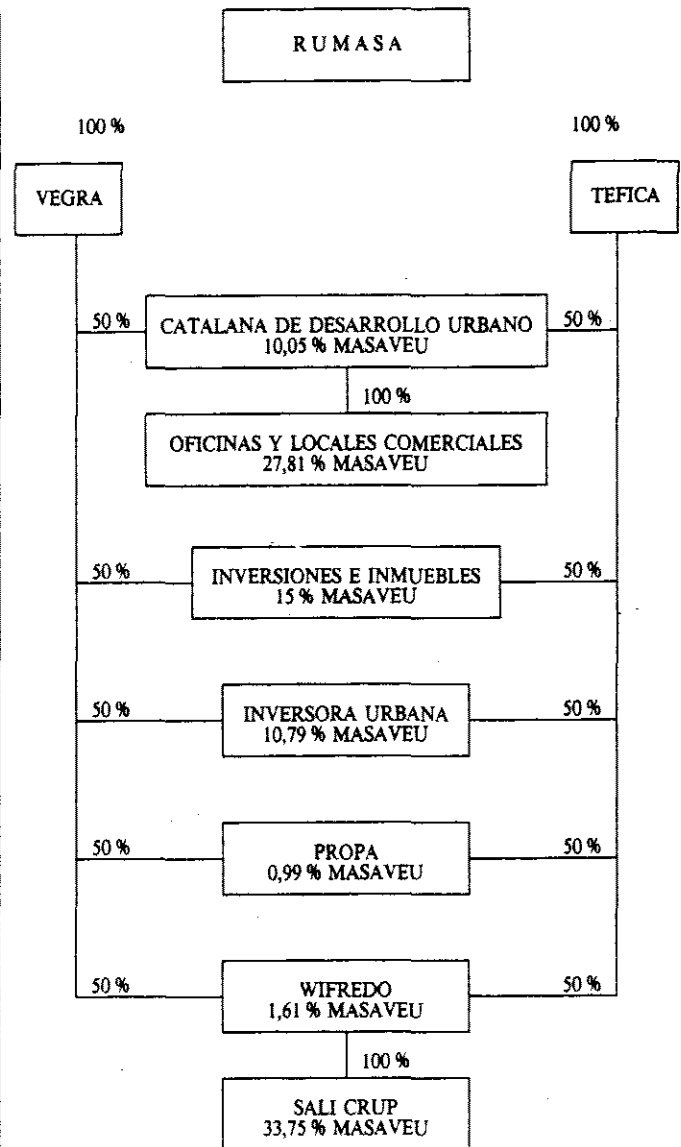 RUMASA
100 %
100 %
VEGRA
TEFICA
50 %
CATALANA DE DESARROLLO URBANO
10,05 % MASAVEU
50 %
100 %
OFICINAS Y LOCALES COMERCIALES
27,81 % MASAVEU
50 %
INVERSIONES E INMUEBLES
15 % MASAVEU
50 %
50 %
INVERSORA URBANA
10,79 % MASAVEU
50 %
50 %
PROPA
0,99 % MASAVEU
50 %
50 %
WIFREDO
1,61 % MASAVEU
50 %
100 %
SALI CRUP
33,75 % MASAVEU